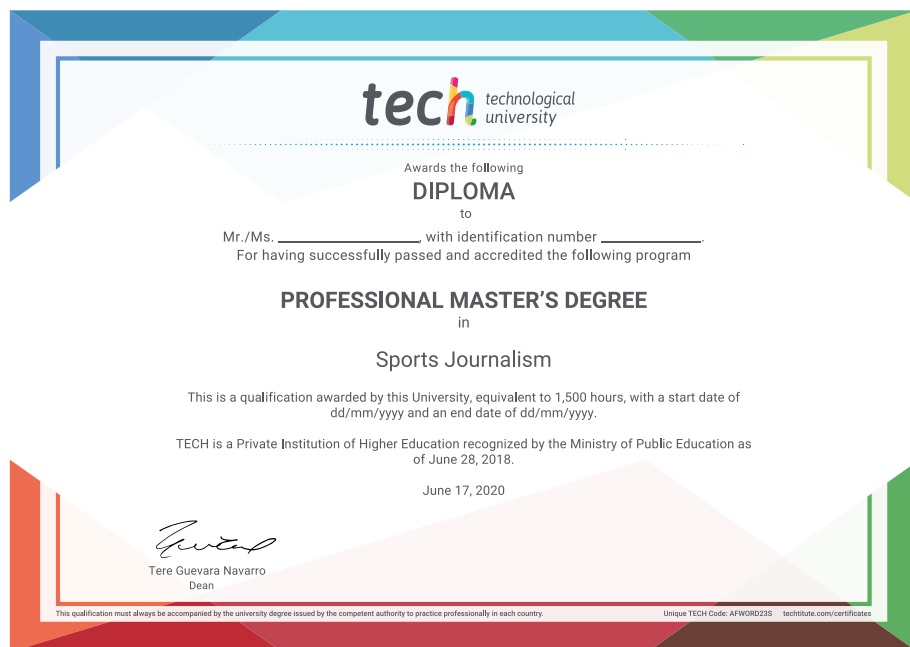 tech technological
university
Awards the following
DIPLOMA
to
Mr./Ms. ____________________, with identification number ______________.
For having successfully passed and accredited the following program
PROFESSIONAL MASTER'S DEGREE
in
Sports Journalism
This is a qualification awarded by this University, equivalent to 1,500 hours, with a start date of
dd/mm/yyyy and an end date of dd/mm/yyyy.
TECH is a Private Institution of Higher Education recognized by the Ministry of Public Education as
of June 28, 2018.
June 17, 2020
Tere Guevara Navarro
Dean
This qualification must always be accompanied by the university degree issued by the competent authority to practice professionally in each country.
Unique TECH Code: AFWORD23S techtitute.com/certificates